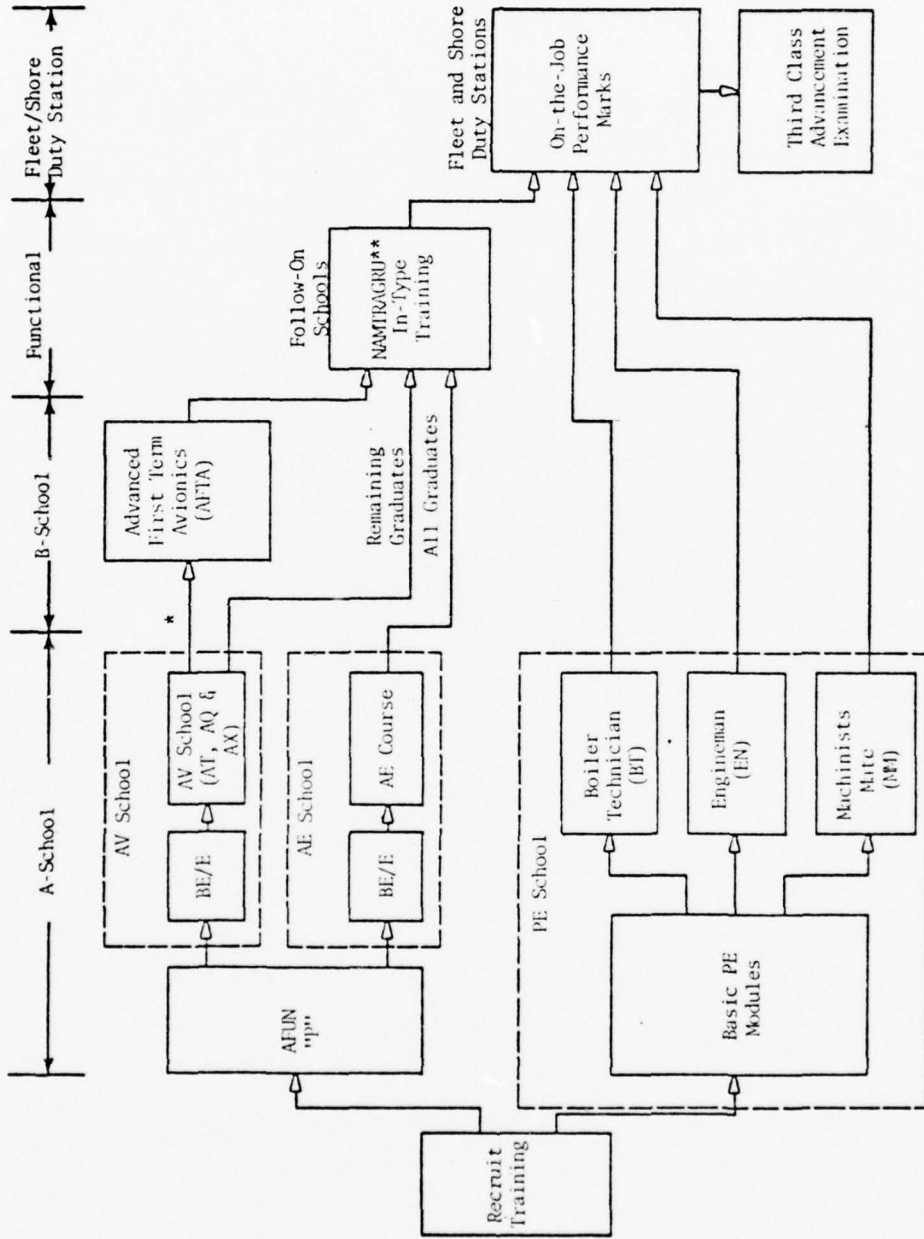 A-School
B-School
Functional
Fleet/Shore
Duty Station
Recruit
Training
AFUN
"P"
AV School
BE/E
AV School
(AT, AQ &
AX)
*
Advanced
First Term
Avionics
(AFTA)
AE School
BE/E
AE Course
Remaining
Graduates
All Graduates
Follow-On
Schools
NAMTRAGRU**
In-Type
Training
PE School
Basic PE
Modules
Boiler
Technician
(BT)
Engineman
(EN)
Machinists
Mate
(MM)
Fleet and Shore
Duty Stations
On-the-Job
Performance
Marks
Third Class
Advancement
Examination